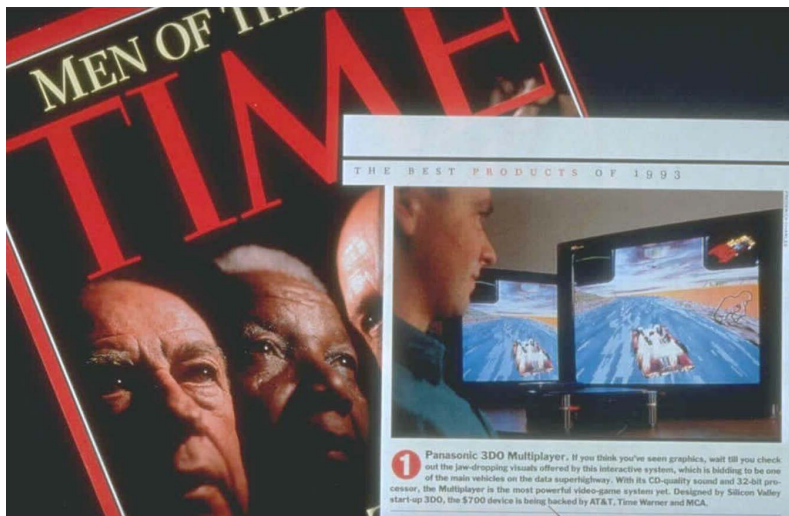 MEN OF TH
TIME
THE BEST PRODUCTS OF 1993
1 Panasonic 3DO Multiplayer. If you think you've seen graphics, wait till you check
out the jaw-dropping visuals offered by this interactive system, which is bidding to be one
of the main vehicles on the data superhighway. With its CD-quality sound and 32-bit pro-
cessor, the Multiplayer is the most powerful video-game system yet. Designed by Silicon Valley
start-up 3DO, the $700 device is being backed by AT&T, Time Warner and MCA.